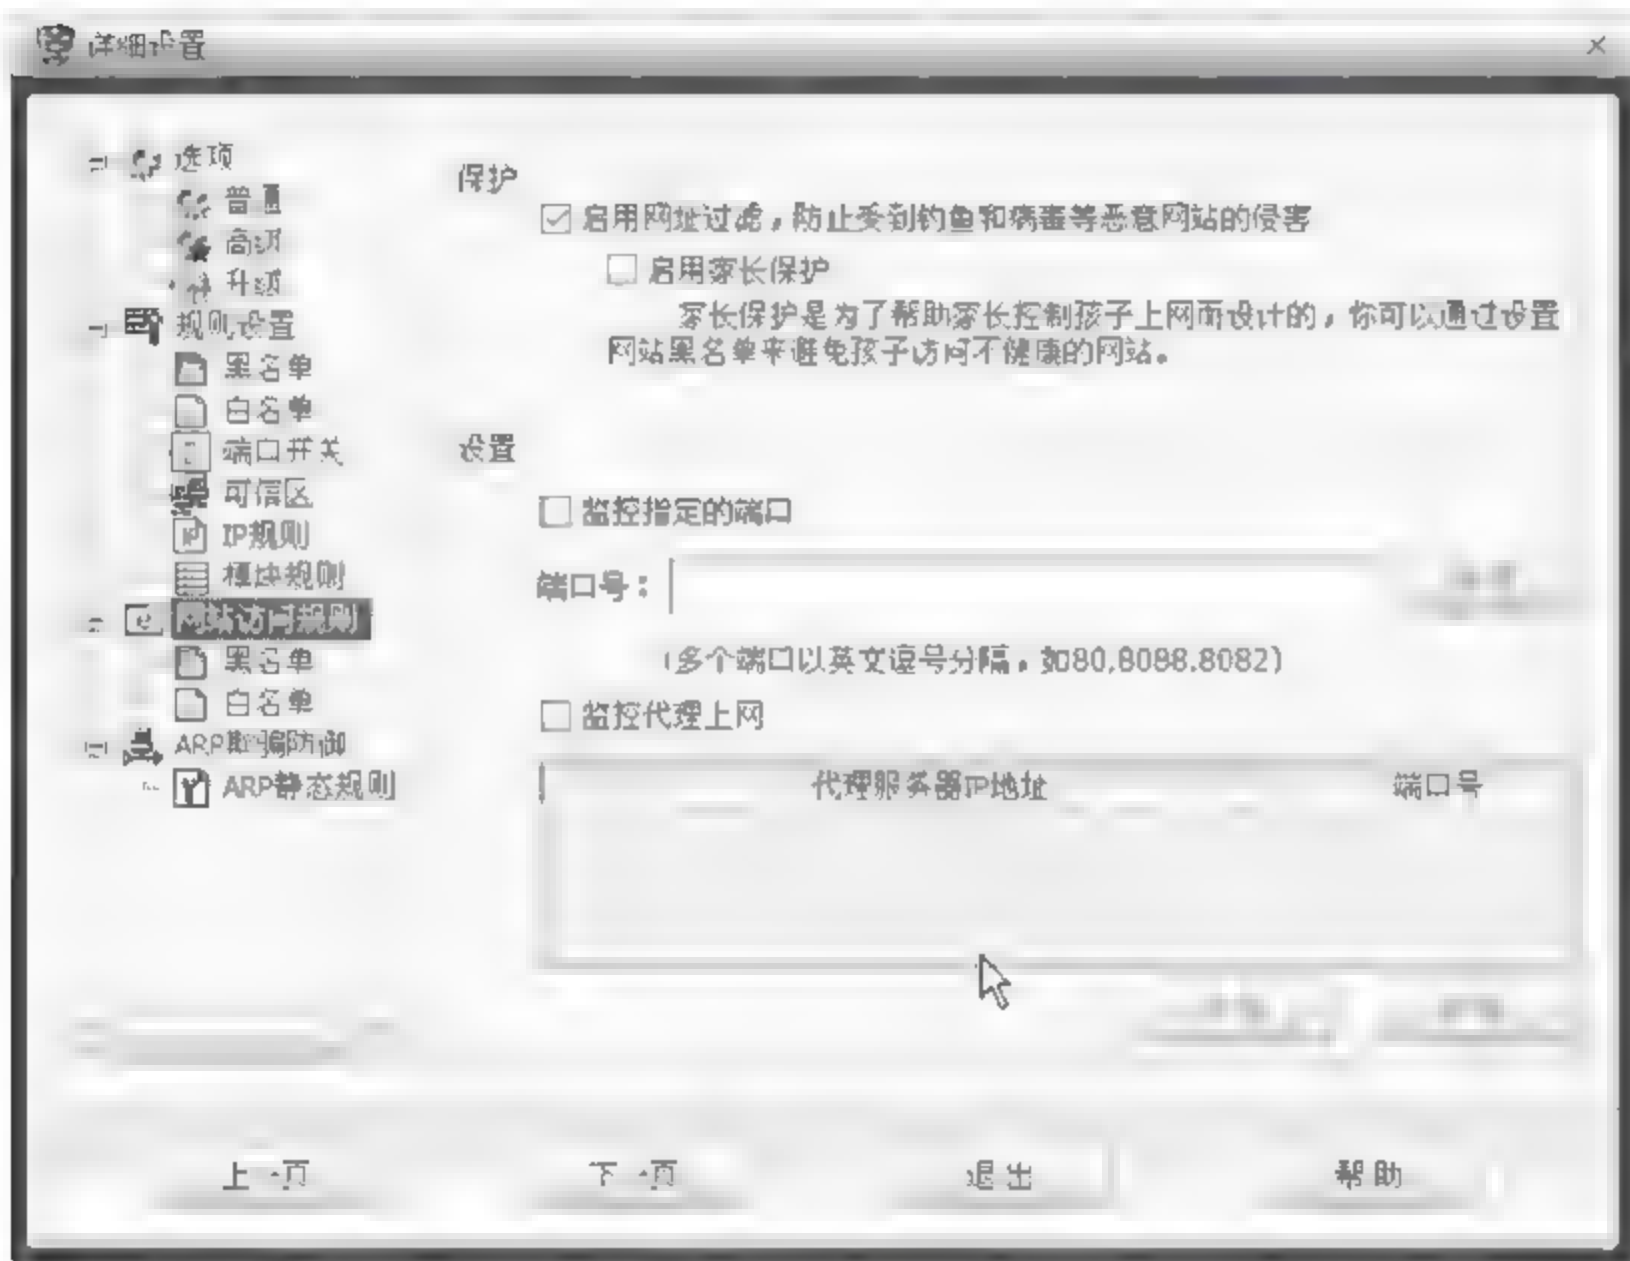 详细设置
选项
普通
高级
升级
规则设置
黑名单
白名单
端口开关
可信区
IP规则
模块规则
网站访问规则
黑名单
白名单
ARP欺骗防御
ARP静态规则
保护
启用网址过滤，防止受到钓鱼和病毒等恶意网站的侵害
启用家长保护
家长保护是为了帮助家长控制孩子上网而设计的，你可以通过设置
网站黑名单来避免孩子访问不健康的网站。
设置
监控指定的端口
端口号：
（多个端口以英文逗号分隔，如80,8088,8082)
监控代理上网
代理服务器IP地址 端口号
上一页 下一页 退出 帮助